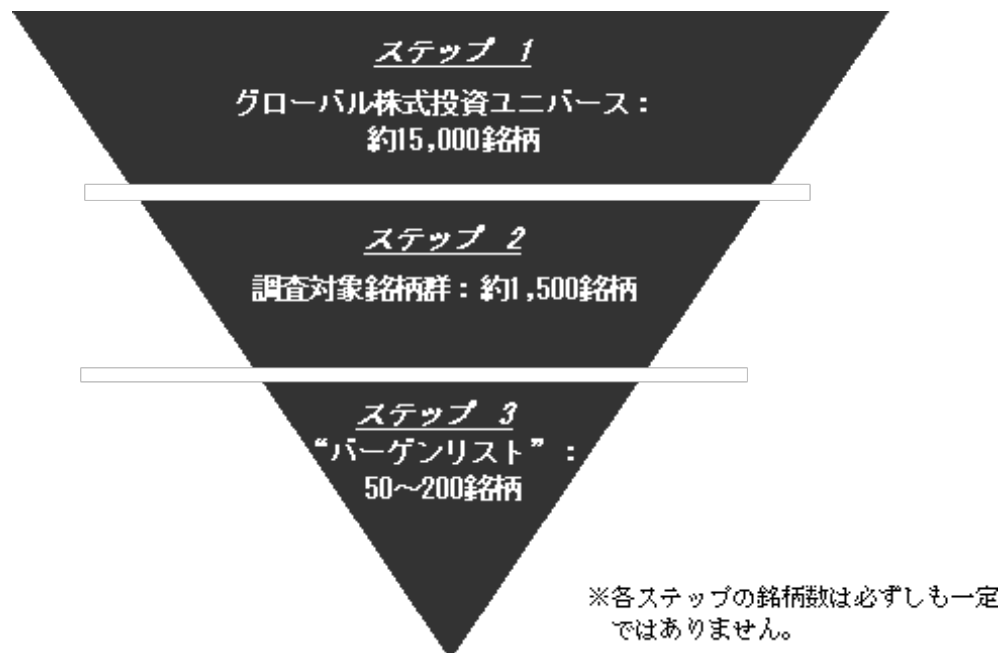 ステップ 1
グローバル株式投資ユニバース：
約15,000銘柄
ステップ 2
調査対象銘柄群：約1,500銘柄
ステップ 3
“バーゲンリスト”：
50～200銘柄
※各ステップの銘柄数は必ずしも一定
ではありません。